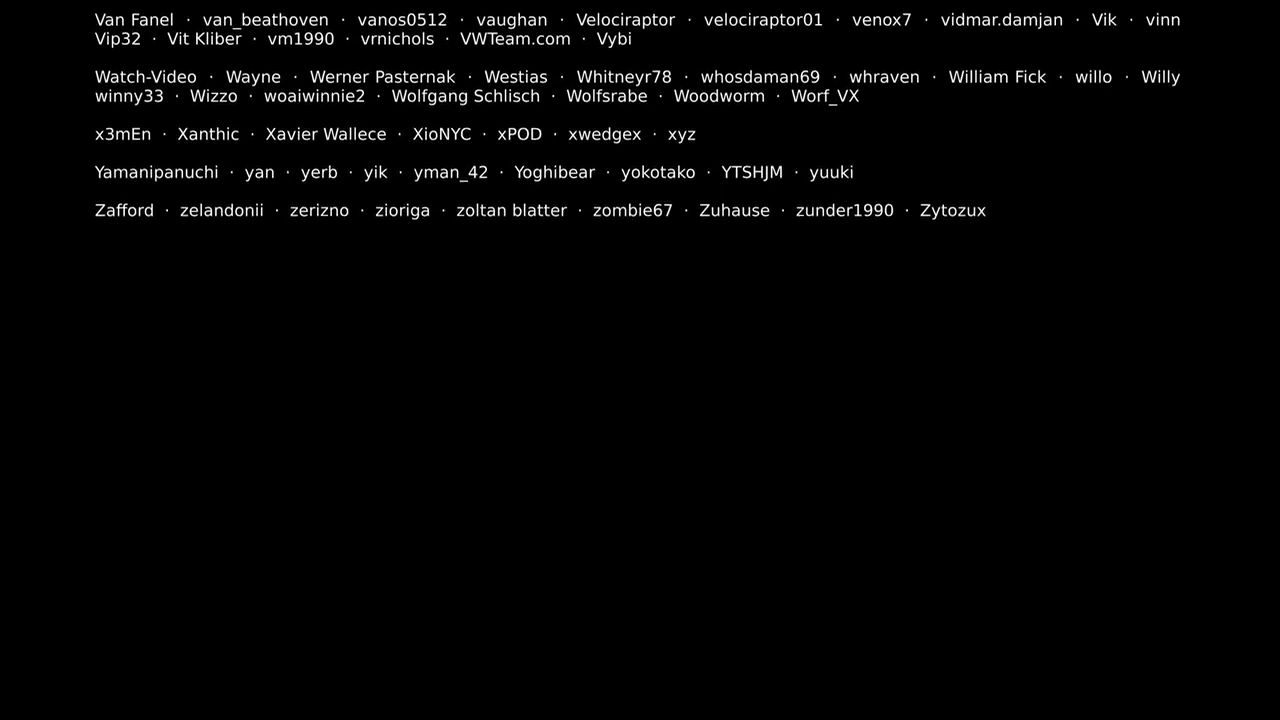 Van Fanel · van_beathoven · vanos0512 · vaughan · Velociraptor · velociraptor01 · venox7 · vidmar.damjan · Vik · vinn
Vip32 · Vit Kliber · vm1990 · vrnichols · VWTeam.com · Vybi
Watch-Video · Wayne · Werner Pasternak · Westias · Whitneyr78 · whosdaman69 · whraven · William Fick · willo · Willy
winny33 · Wizzo · woaiwinnie2 · Wolfgang Schlisch · Wolfsrabe · Woodworm · Worf_VX
x3mEn · Xanthic · Xavier Wallece · XioNYC · xPOD · xwedgex · xyz
Yamanipanuchi · yan · yerb · yik · yman_42 · Yoghibear · yokotako · YTSHJM · yuuki
Zafford · zelandonii · zerizno · zioriga · zoltan blatter · zombie67 · Zuhause · zunder1990 · Zytozux